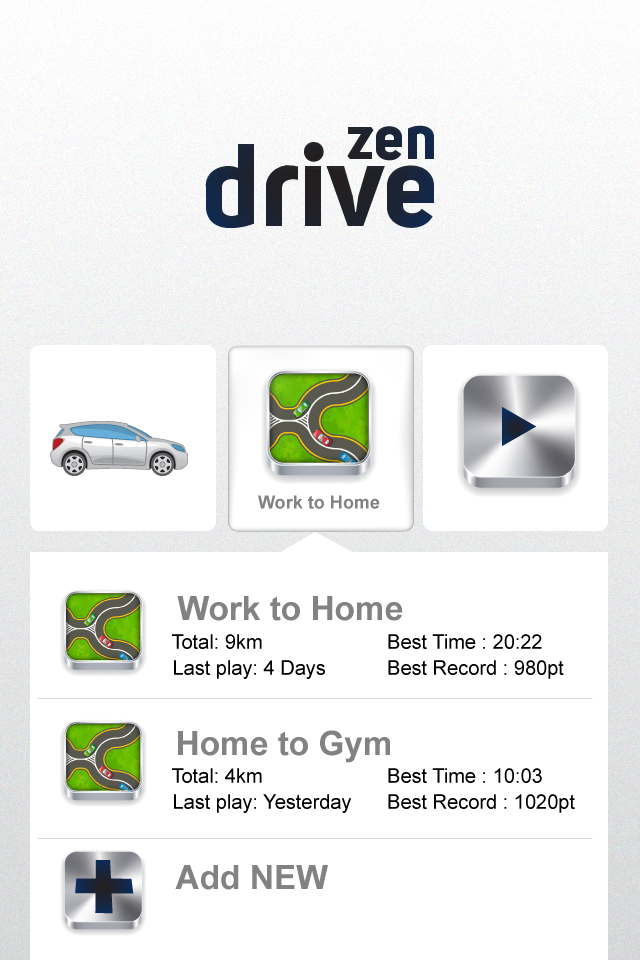 zen
drive
Work to Home
Work to Home
Total: 9km Best Time : 20:22
Last play: 4 Days Best Record : 980pt
Home to Gym
Total: 4km Best Time : 10:03
Last play: Yesterday Best Record : 1020pt
Add NEW